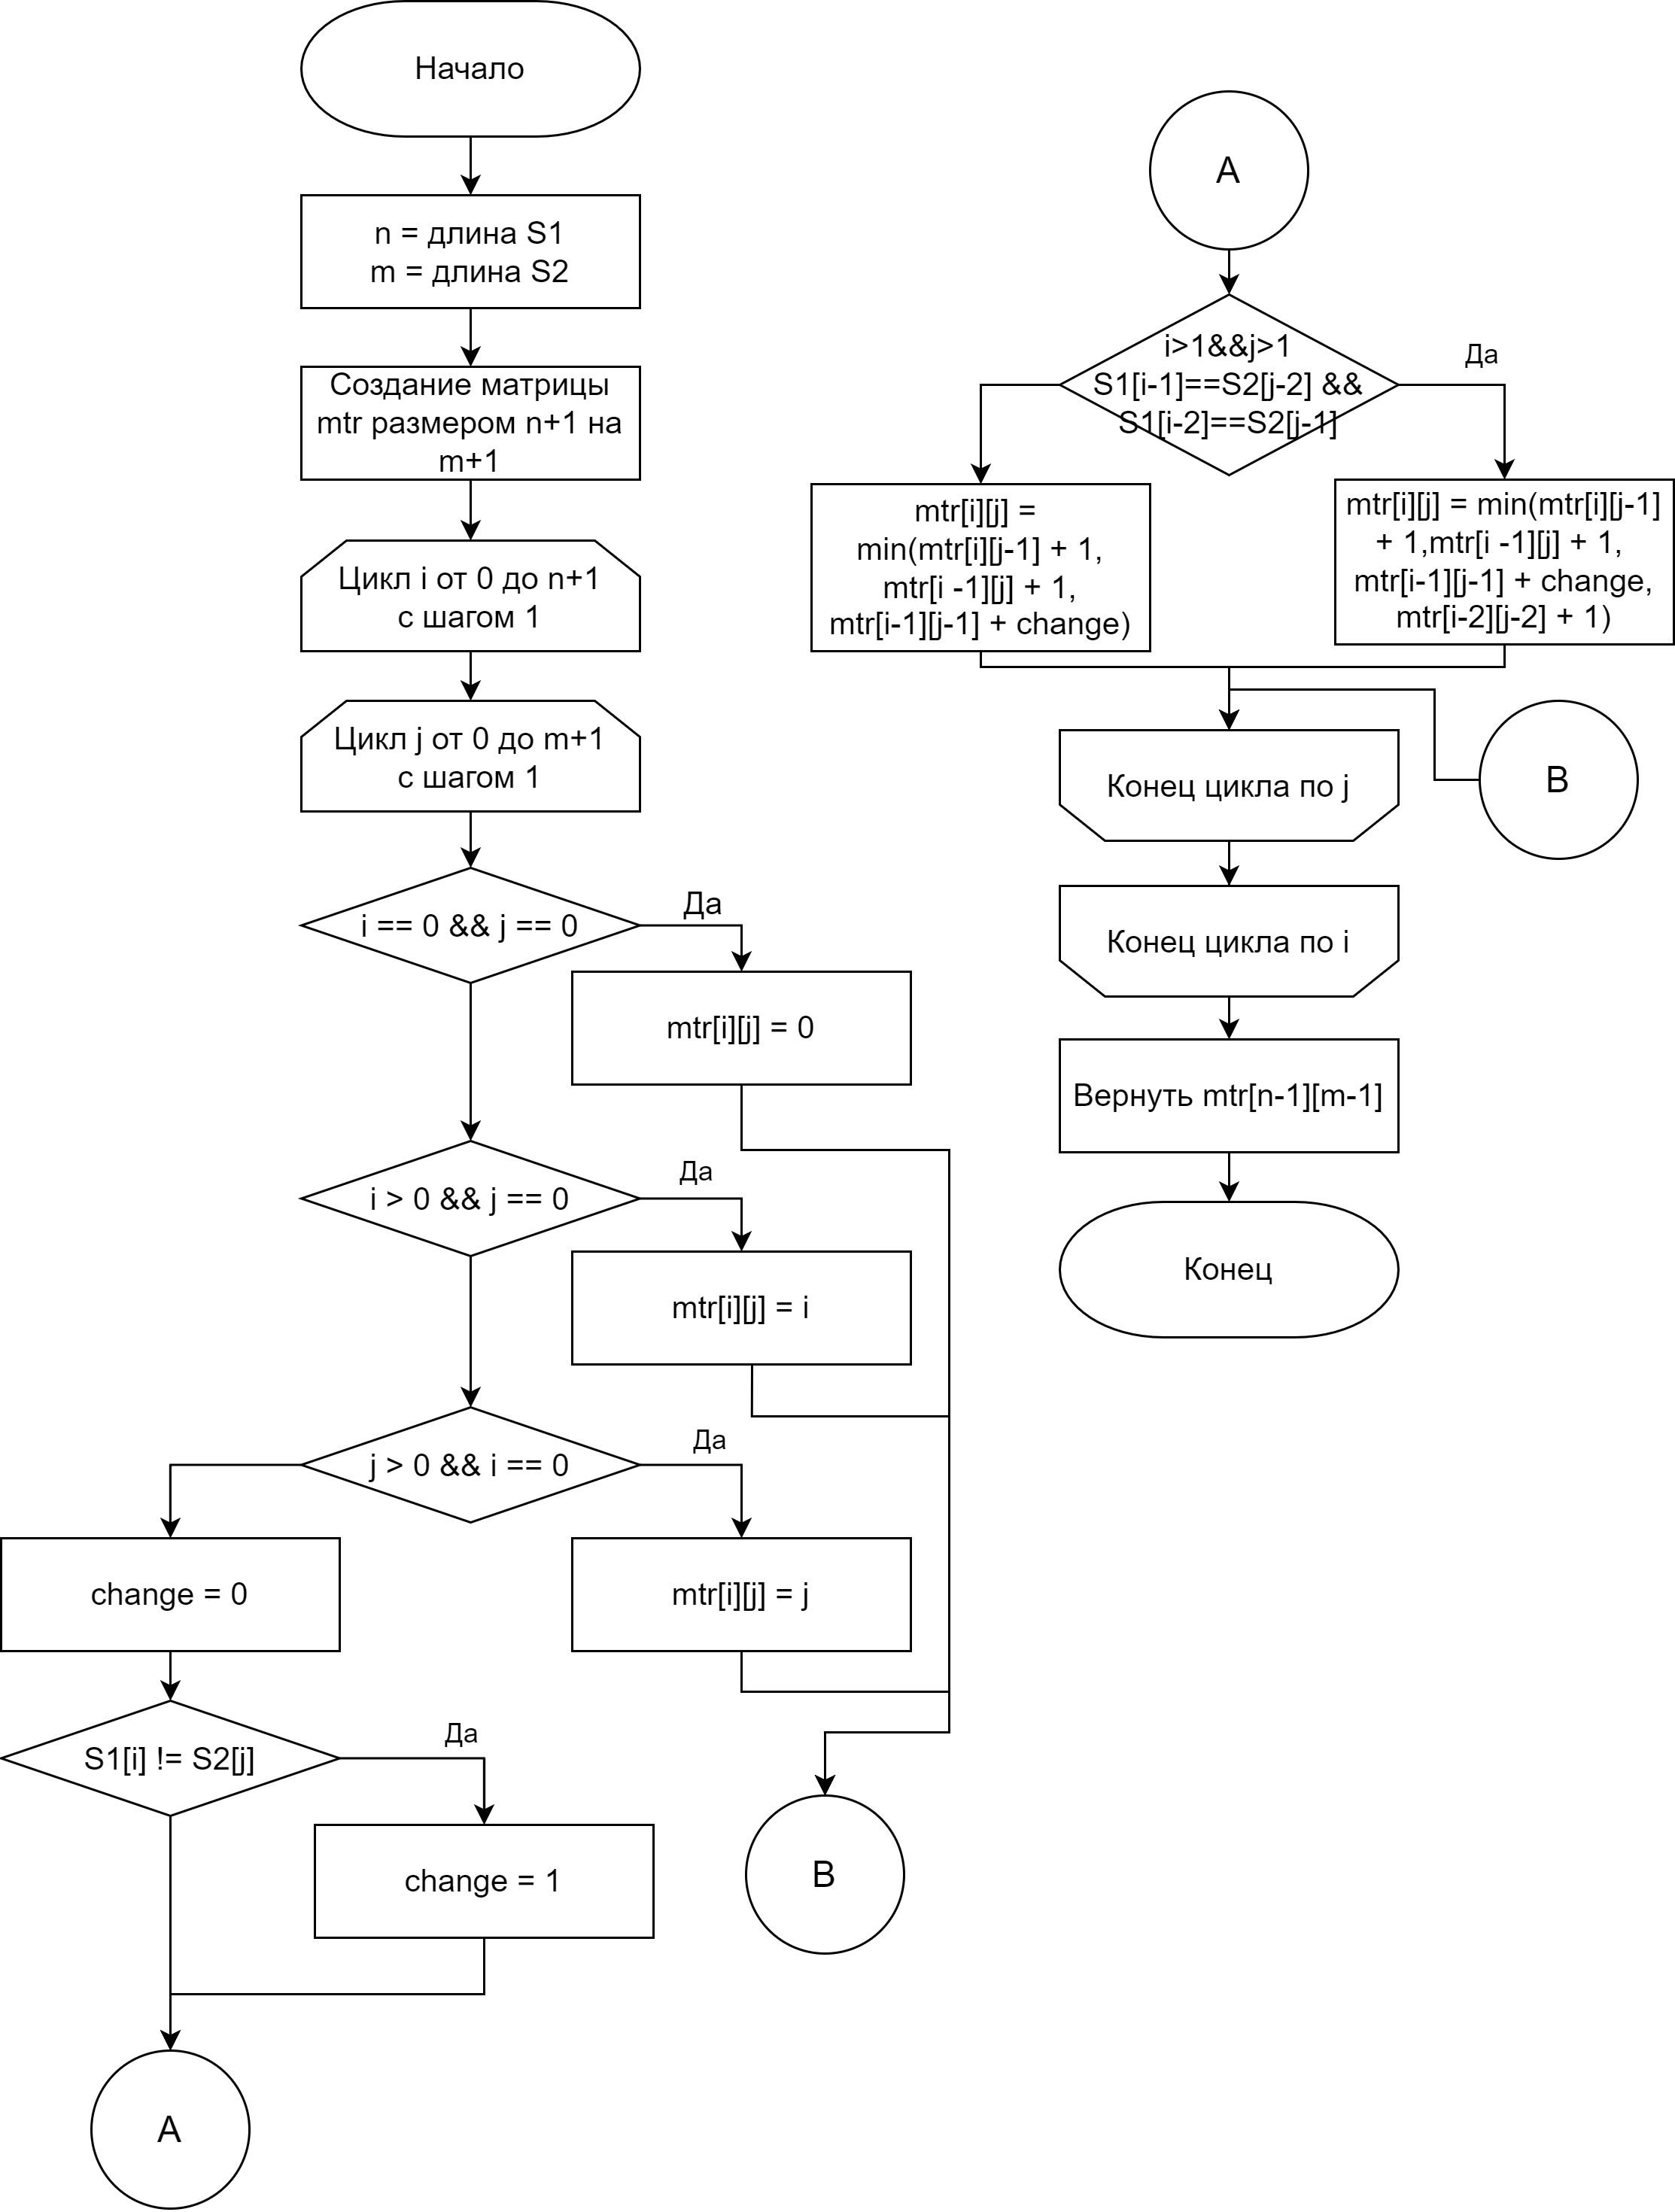 Начало
n = длина S1
m = длина S2
Создание матрицы
mtr размером n+1 на
m+1
Цикл i от 0 до n+1
с шагом 1
Цикл j от 0 до m+1
с шагом 1
i == 0 && j == 0
Да
mtr[i][j] = 0
i > 0 && j == 0
Да
mtr[i][j] = i
j > 0 && i == 0
Да
change = 0
mtr[i][j] = j
S1[i] != S2[j]
Да
change = 1
B
A
A
i>1&&j>1
S1[i-1]==S2[j-2] &&
S1[i-2]==S2[j-1]
Да
mtr[i][j] =
min(mtr[i][j-1] + 1,
mtr[i -1][j] + 1,
mtr[i-1][j-1] + change)
mtr[i][j] = min(mtr[i][j-1]
+ 1,mtr[i -1][j] + 1,
mtr[i-1][j-1] + change,
mtr[i-2][j-2] + 1)
B
Конец цикла по j
Конец цикла по i
Вернуть mtr[n-1][m-1]
Конец